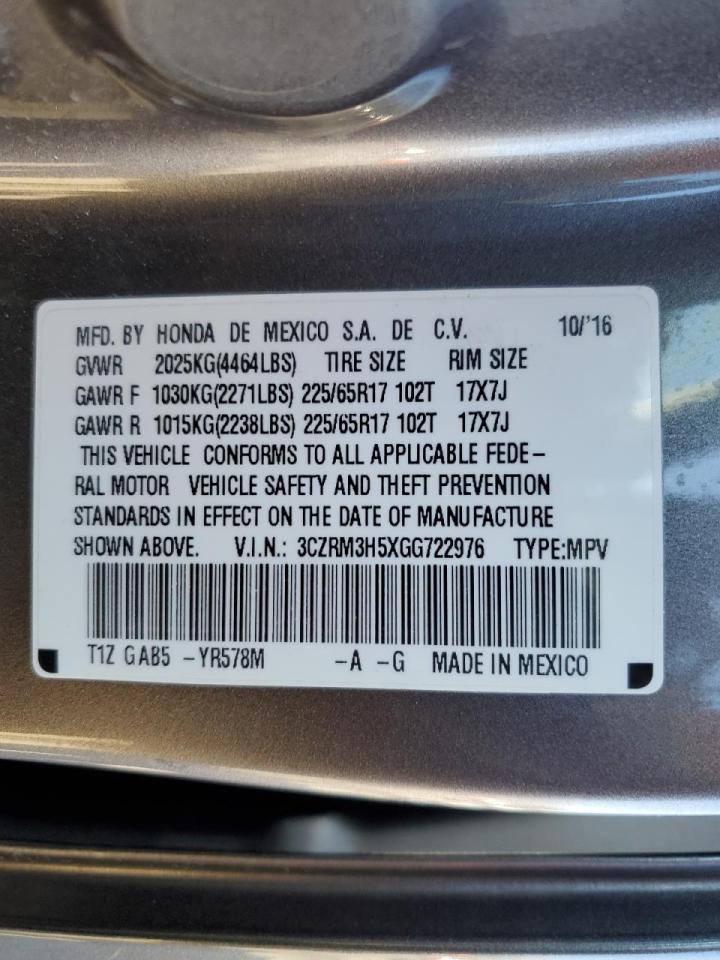 MFD. BY HONDA DE MEXICO S.A. DE C.V. 10/'16
GVWR 2025KG(4464LBS) TIRE SIZE RIM SIZE
GAWR F 1030KG(2271LBS) 225/65R17 102T 17X7J
GAWR R 1015KG(2238LBS) 225/65R17 102T 17X7J
THIS VEHICLE CONFORMS TO ALL APPLICABLE FEDE-
RAL MOTOR VEHICLE SAFETY AND THEFT PREVENTION
STANDARDS IN EFFECT ON THE DATE OF MANUFACTURE
SHOWN ABOVE. V.I.N.: 3CZRM3H5XGG722976 TYPE:MPV
T1Z GAB5 -YR578M -A -G MADE IN MEXICO